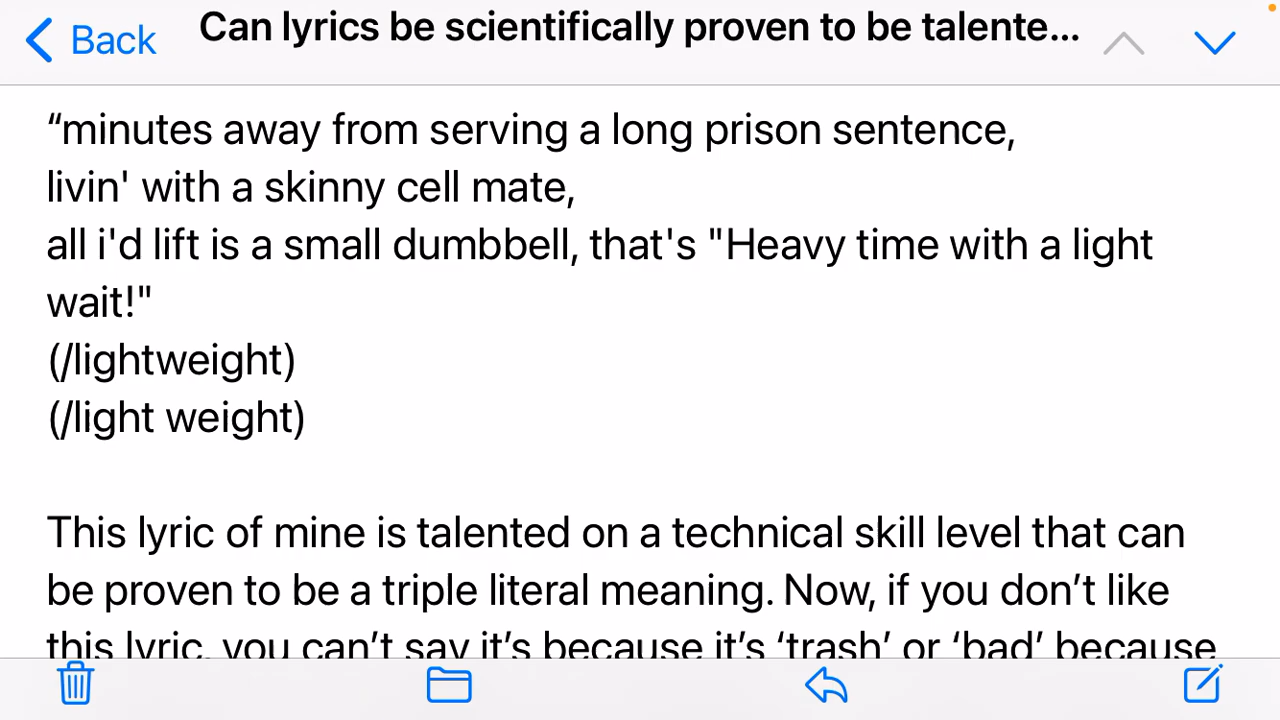 Back
Can lyrics be scientifically proven to be talente...
“minutes away from serving a long prison sentence,
livin' with a skinny cell mate,
all i'd lift is a small dumbbell, that's "Heavy time with a light
wait!"
(/lightweight)
(/light weight)
This lyric of mine is talented on a technical skill level that can
be proven to be a triple literal meaning. Now, if you don’t like
this lyric, you can’t say it’s because it’s ‘trash’ or ‘bad’ because